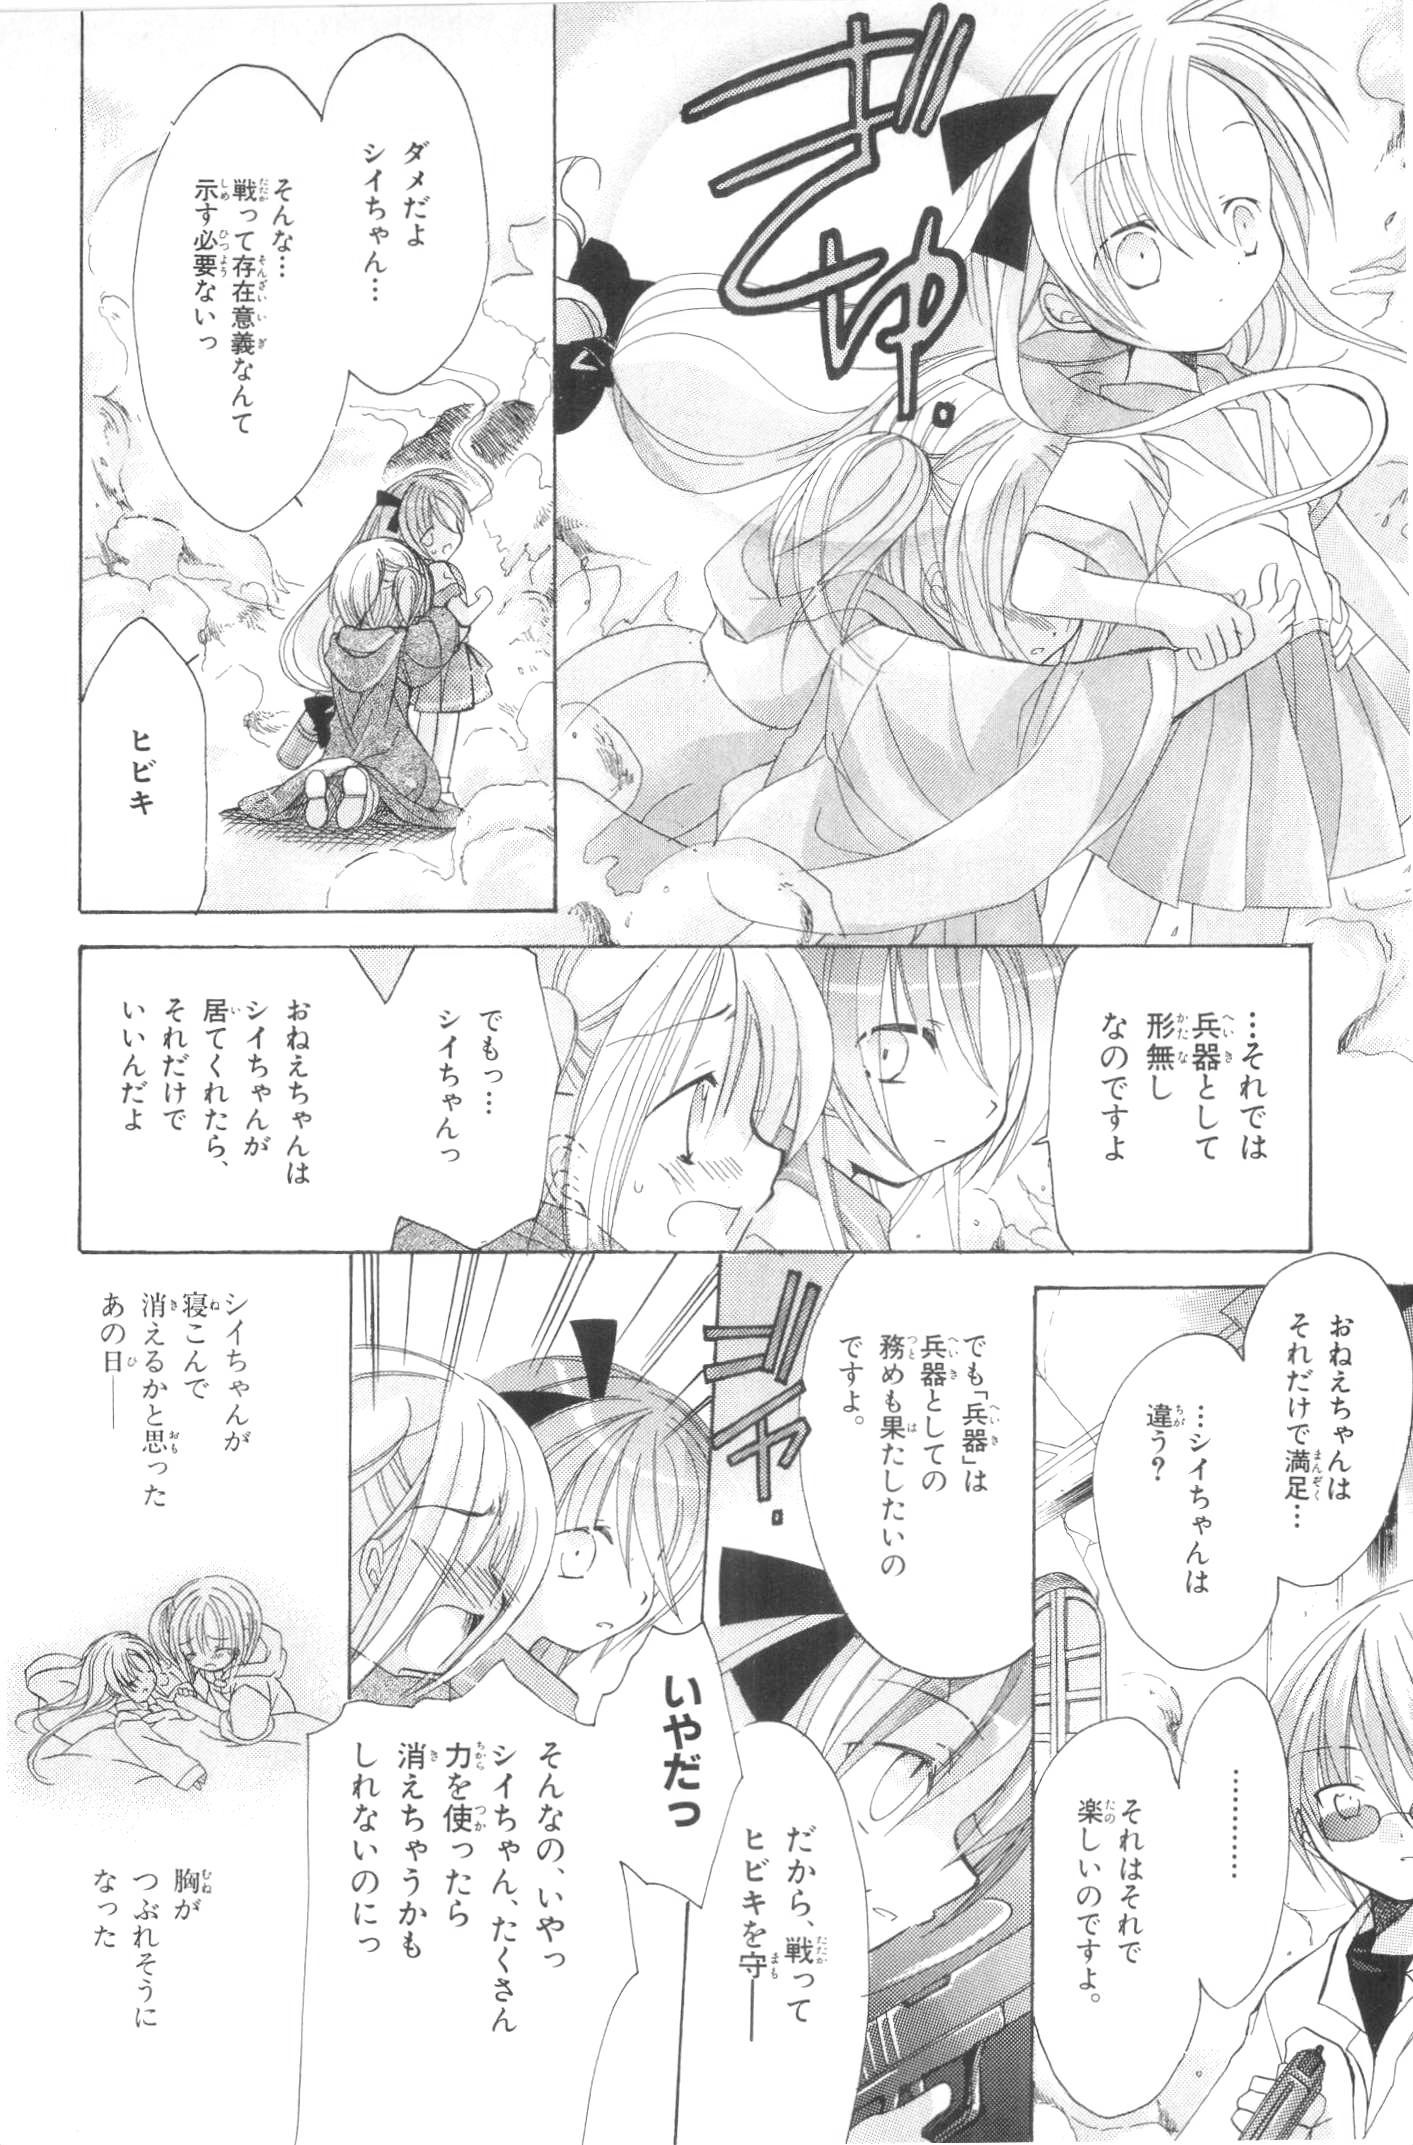 ぎゅ
ダメだよ
シイちゃん…
そんな…
戦って存在意義なんて
示す必要ないっ
ヒビキ
…それでは
兵器として
形無し
なのですよ
でもっ…
シイちゃんっ
おねえちゃんは
シイちゃんが
居てくれたら、
それだけで
いいんだよ
おねえちゃんは
それだけで満足…
…シイちゃんは
違う?
…………
それはそれで
楽しいのですよ。
でも「兵器」は
兵器としての
務めも果たしたいの
ですよ。
だから、戦って
ヒビキを守――
いやだっ
そんなの、いやっ
シイちゃん、たくさん
力を使ったら
消えちゃうかも
しれないのにっ
シイちゃんが
寝こんで
消えるかと思った
あの日――
胸が
つぶれそうに
なった